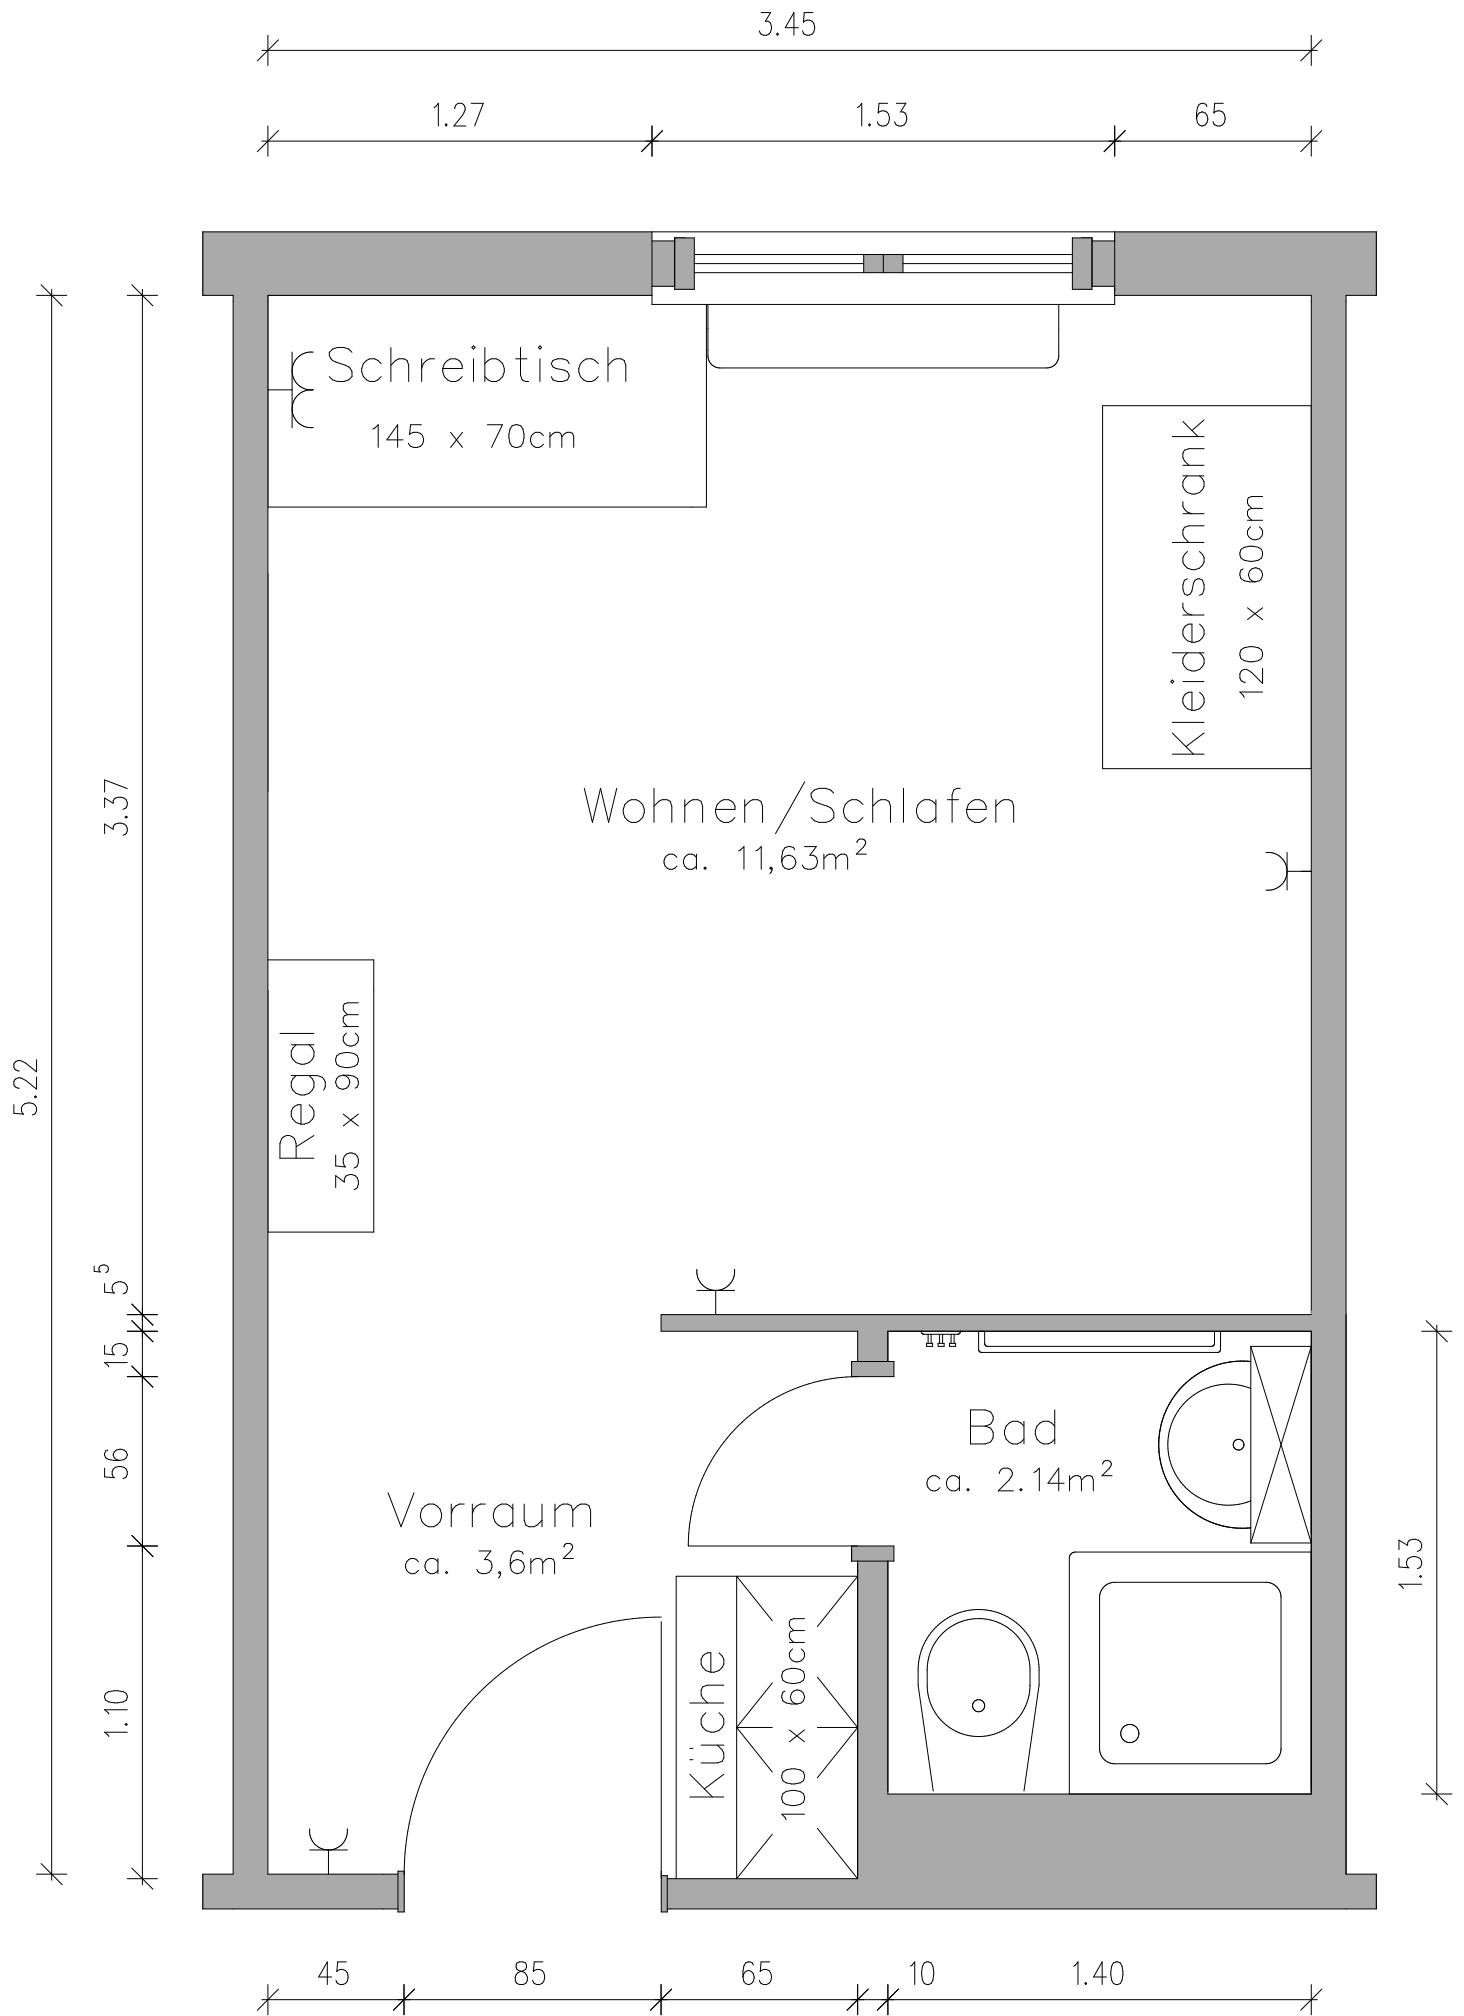 3.45
1.27
1.53
65
Schreibtisch
145 x 70cm
Kleiderschrank
120 x 60cm
3.37
Wohnen/Schlafen
ca. 11,63m²
5.22
Regal
35 x 90cm
5⁵
15
56
Bad
ca. 2.14m²
Vorraum
ca. 3,6m²
1.53
1.10
Küche
100 x 60cm
45
85
65
10
1.40